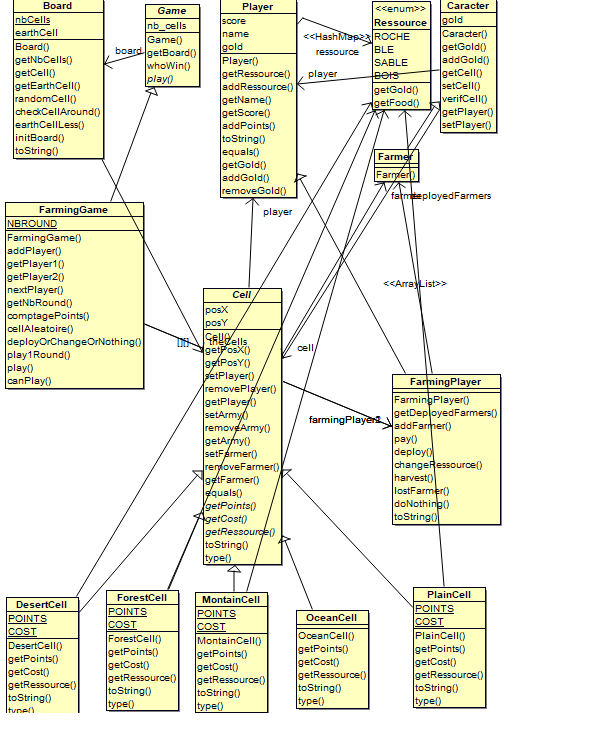 Board
nbCells
earthCell
Board()
getNbCells()
getCell()
getEarthCell()
randomCell()
checkCellAround()
earthCellLess()
initBoard()
toString()
board
Game
nb_cells
Game()
getBoard()
whoWin()
play()
Player
score
name
gold
Player()
getRessource()
addRessource()
getName()
getScore()
addPoints()
toString()
equals()
getGold()
addGold()
removeGold()
<<HashMap>>
ressource
player
<<enum>>
Ressource
ROCHE
BLE
SABLE
BOIS
getGold()
getFood()
Caracter
gold
Caracter()
getGold()
addGold()
getCell()
setCell()
verifCell()
getPlayer()
setPlayer()
Farmer
Farmer()
deployedFarmers
<<ArrayList>>
FarmingGame
NBROUND
FarmingGame()
addPlayer()
getPlayer1()
getPlayer2()
nextPlayer()
getNbRound()
comptagePoints()
cellAleatoire()
deployOrChangeOrNothing()
play1Round()
play()
canPlay()
player
[][]
theCells
Cell
posX
posY
Cell()
getPosX()
getPosY()
setPlayer()
removePlayer()
getPlayer()
setArmy()
removeArmy()
getArmy()
setFarmer()
removeFarmer()
getFarmer()
equals()
getPoints()
getCost()
getRessource()
toString()
type()
cell
FarmingPlayer
FarmingPlayer()
getDeployedFarmers()
addFarmer()
pay()
deploy()
changeRessource()
harvest()
lostFarmer()
doNothing()
toString()
DesertCell
POINTS
COST
DesertCell()
getPoints()
getCost()
getRessource()
toString()
type()
ForestCell
POINTS
COST
ForestCell()
getPoints()
getCost()
getRessource()
toString()
type()
MontainCell
POINTS
COST
MontainCell()
getPoints()
getCost()
getRessource()
toString()
type()
OceanCell
OceanCell()
getPoints()
getCost()
getRessource()
toString()
type()
PlainCell
POINTS
COST
PlainCell()
getPoints()
getCost()
getRessource()
toString()
type()